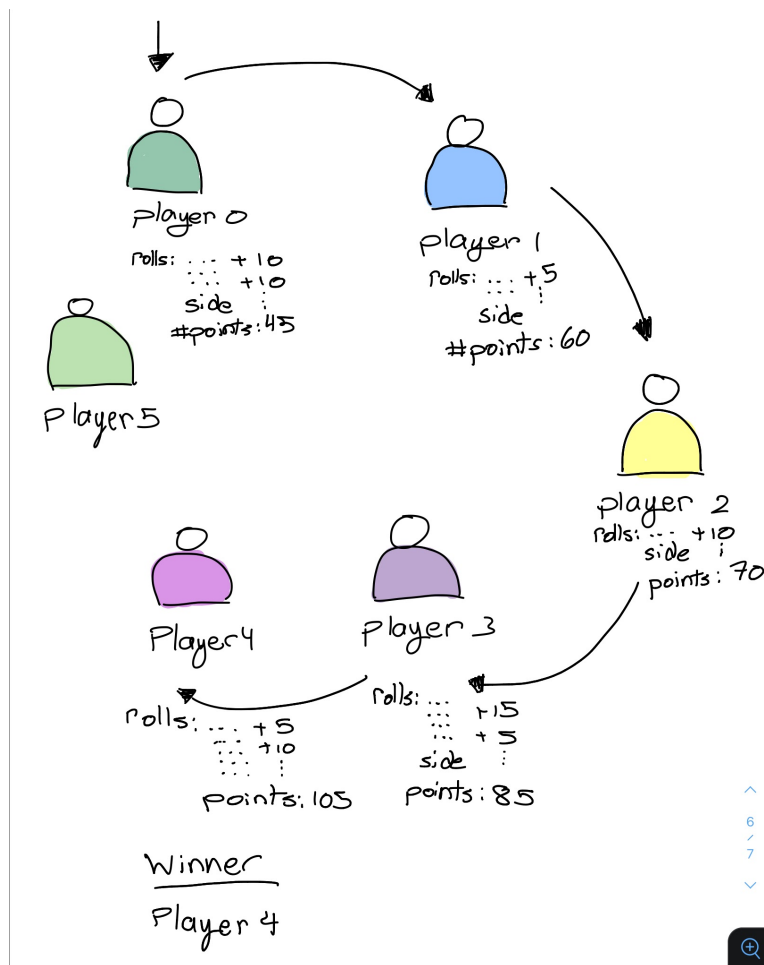 player 0
rolls: ... + 10
... +10
side
#points: 45
player 1
rolls: ... +5
side
#points: 60
Player 5
player 2
rolls: ... +10
side
points: 70
Player 4
rolls: ... + 5
... +10
points: 105
player 3
rolls: ...
+15
+ 5
side
points: 85
Winner
Player 4
6
/
7